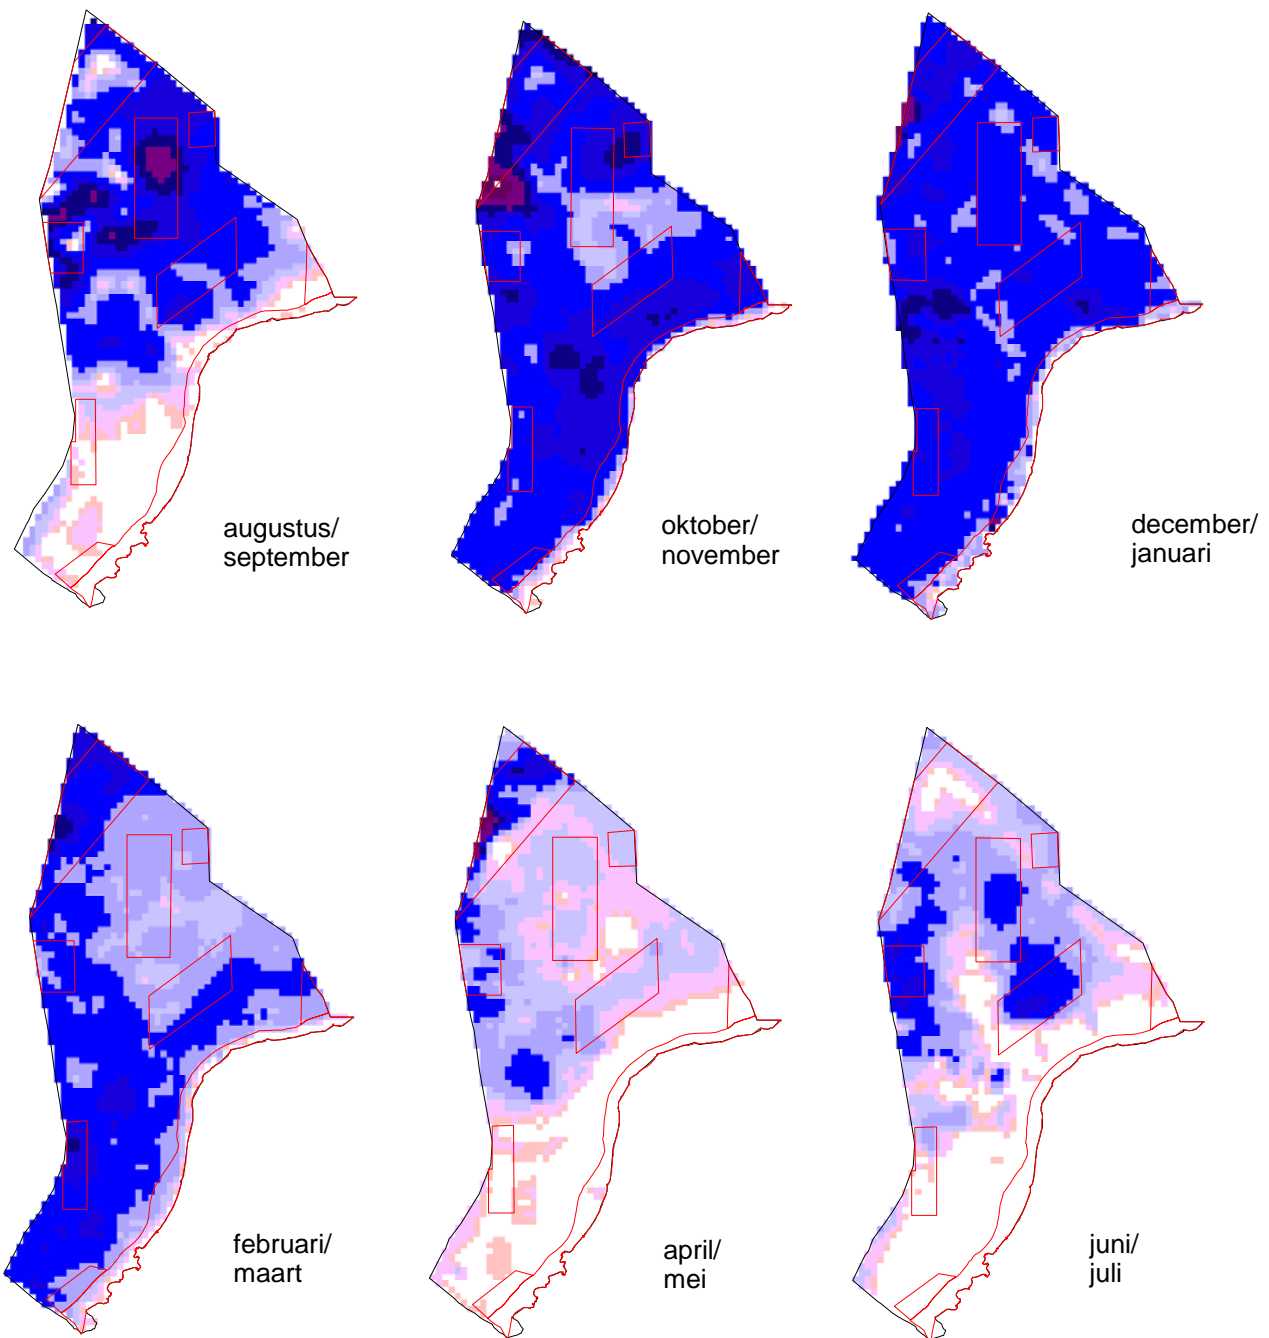 augustus/
september
oktober/
november
december/
januari
februari/
maart
april/
mei
juni/
juli